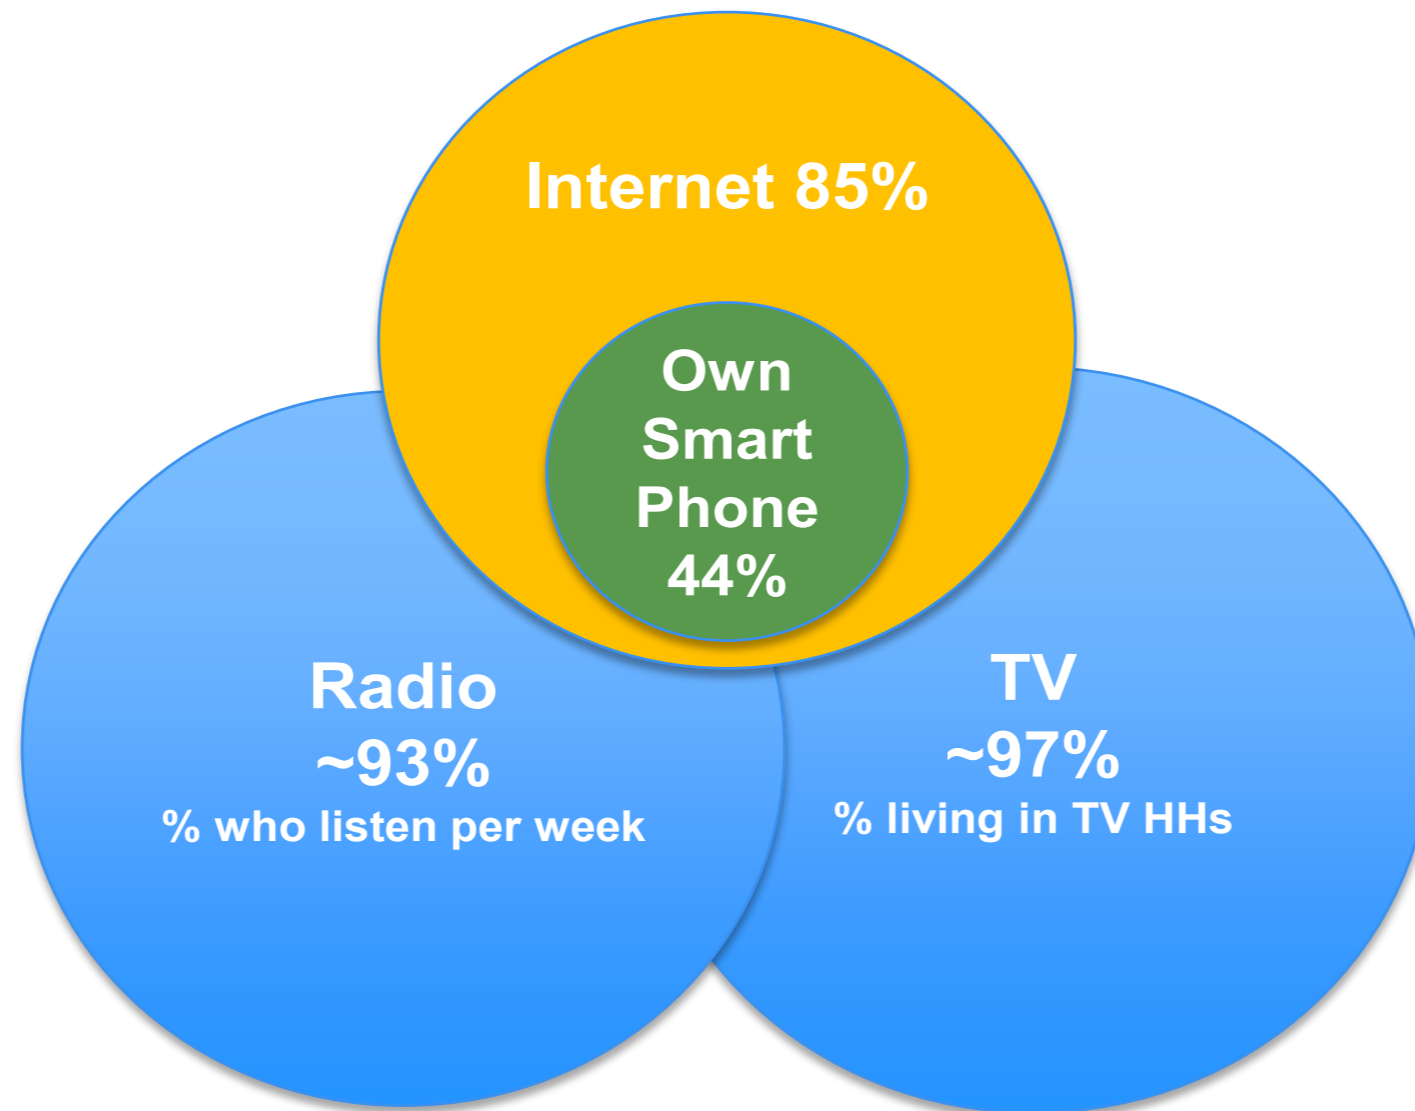 Internet 85%
Own
Smart
Phone
44%
Radio
~93%
% who listen per week
TV
~97%
% living in TV HHs